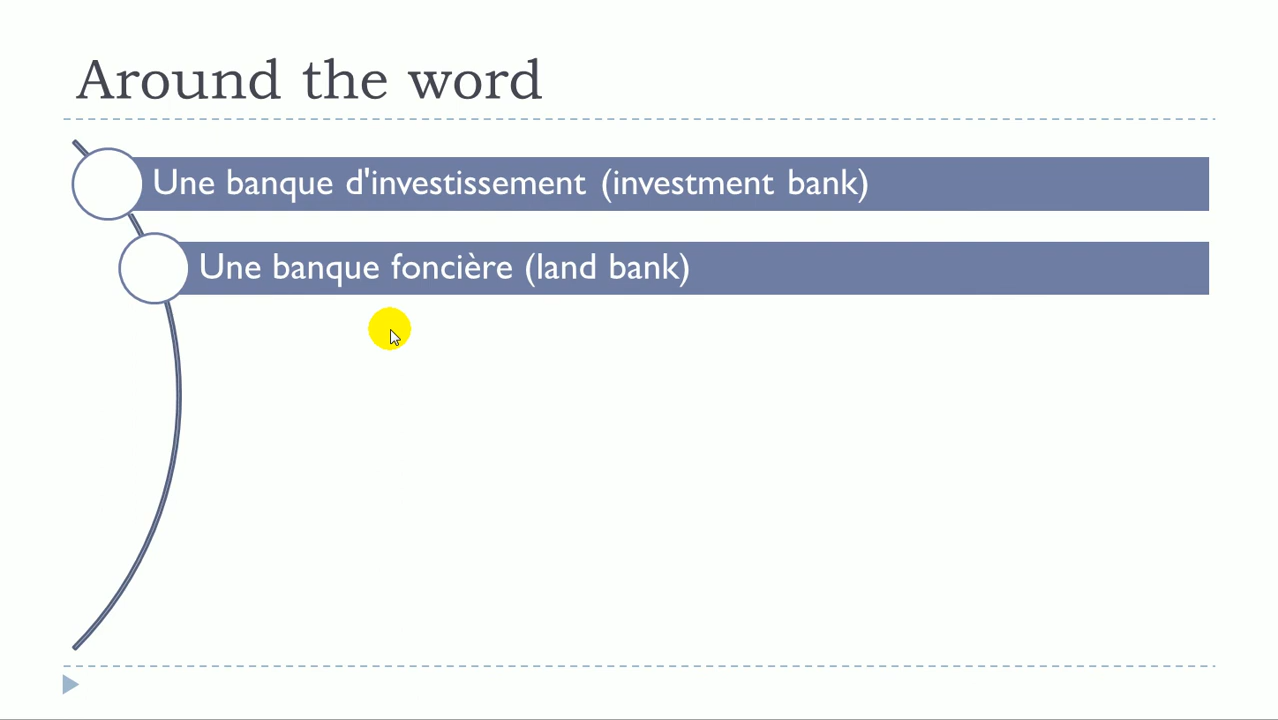 Around the word
Une banque d'investissement (investment bank)
Une banque foncière (land bank)